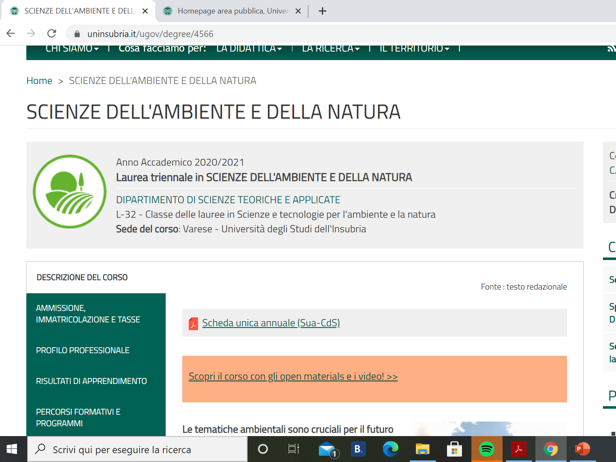 SCIENZE DELL'AMBIENTE E DELL
Homepage area pubblica, Univer
uninsubria.it/ugov/degree/4566
CHI SIAMO
Cosa facciamo per:
LA DIDATTICA
LA RICERCA
IL TERRITORIO
Home > SCIENZE DELL'AMBIENTE E DELLA NATURA
SCIENZE DELL'AMBIENTE E DELLA NATURA
Anno Accademico 2020/2021
Laurea triennale in SCIENZE DELL'AMBIENTE E DELLA NATURA
DIPARTIMENTO DI SCIENZE TEORICHE E APPLICATE
L-32 - Classe delle lauree in Scienze e tecnologie per l'ambiente e la natura
Sede del corso: Varese - Università degli Studi dell'Insubria
DESCRIZIONE DEL CORSO
AMMISSIONE,
IMMATRICOLAZIONE E TASSE
PROFILO PROFESSIONALE
RISULTATI DI APPRENDIMENTO
PERCORSI FORMATIVI E
PROGRAMMI
Fonte : testo redazionale
Scheda unica annuale (Sua-CdS)
Scopri il corso con gli open materials e i video! >>
Le tematiche ambientali sono cruciali per il futuro
Scrivi qui per eseguire la ricerca
1
B.